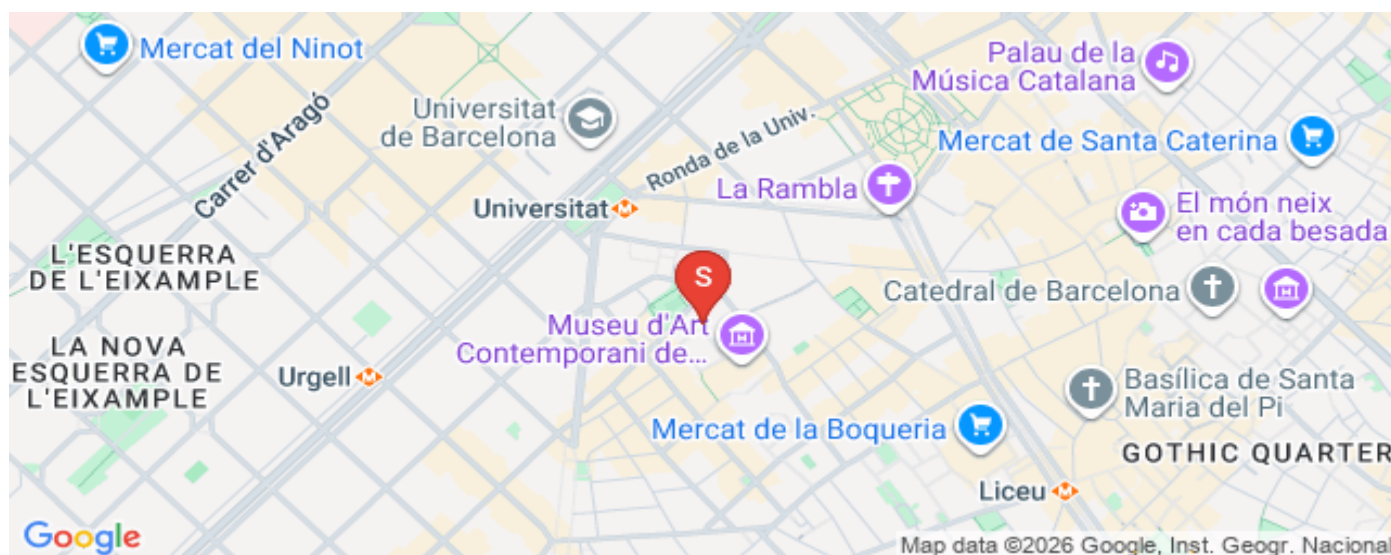 Mercat del Ninot
Palau de la
Música Catalana
Universitat
de Barcelona
Carrer d'Aragó
Ronda de la Univ.
Mercat de Santa Caterina
La Rambla
Universitat
M
El món neix
en cada besada
L'ESQUERRA
DE L'EIXAMPLE
S
Catedral de Barcelona
Museu d'Art
Contemporani de...
LA NOVA
ESQUERRA DE
L'EIXAMPLE
Urgell
M
Basílica de Santa
Maria del Pi
Mercat de la Boqueria
GOTHIC QUARTER
Liceu
M
Google
Map data ©2026 Google, Inst. Geogr. Nacional